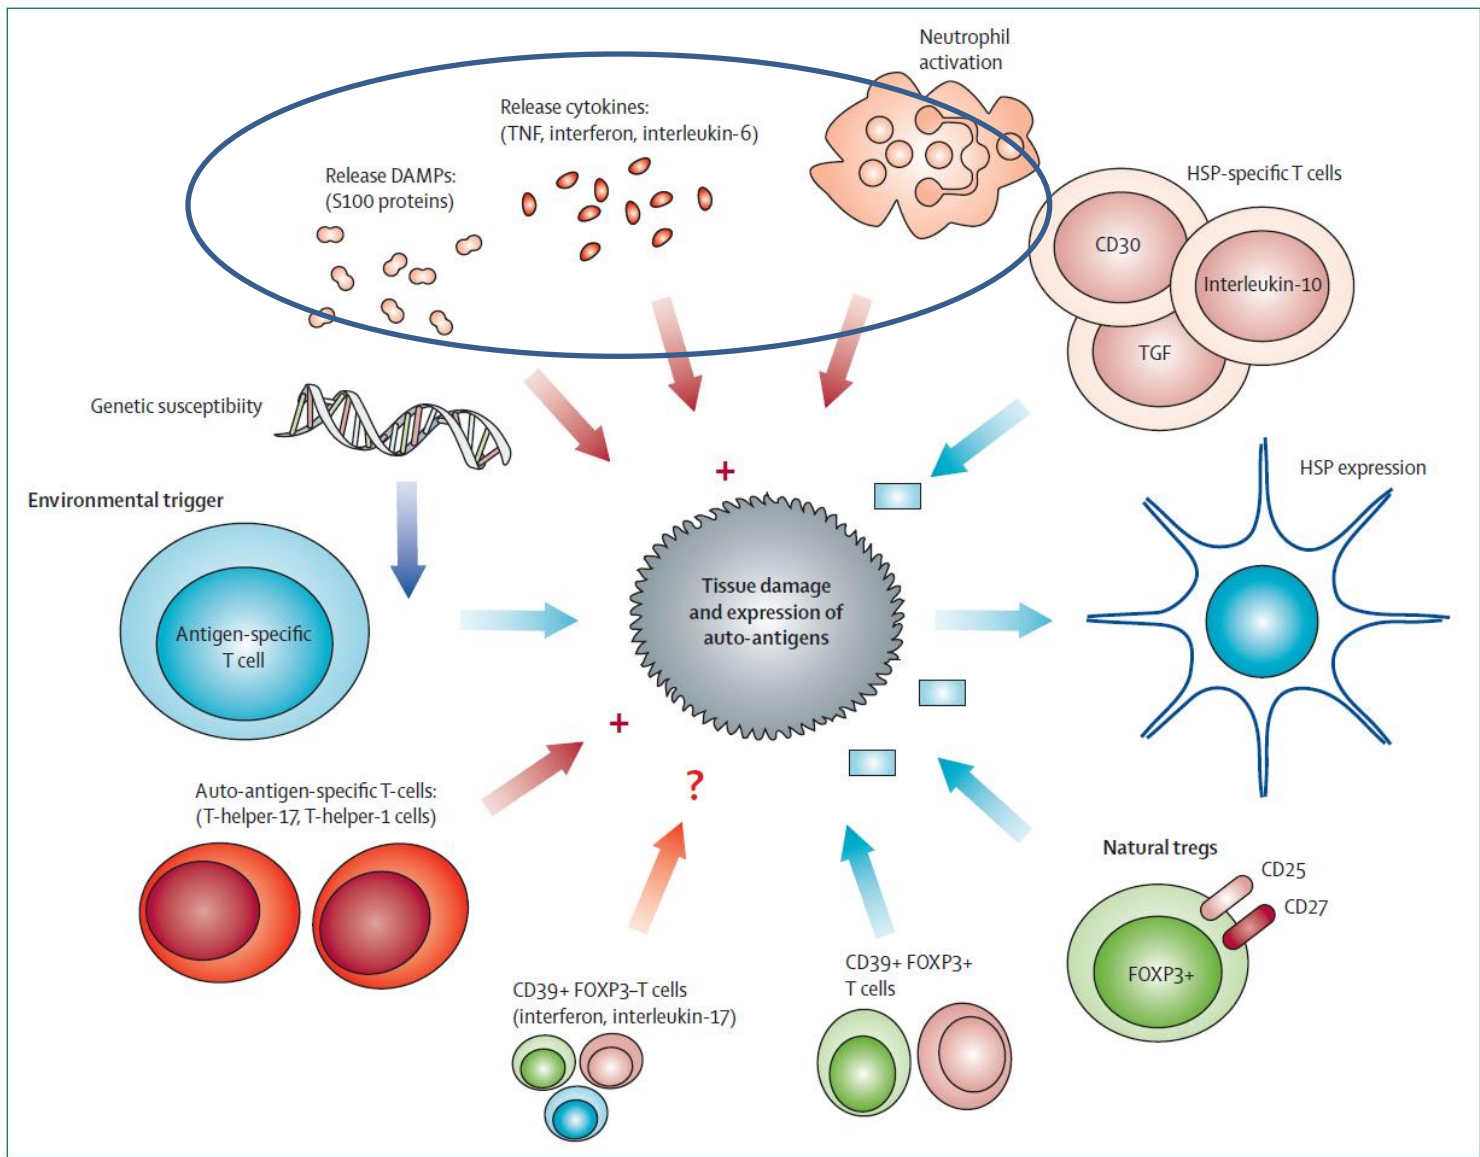 Neutrophil
activation
Release cytokines:
(TNF, interferon, interleukin-6)
Release DAMPs:
(S100 proteins)
HSP-specific T cells
CD30
Interleukin-10
TGF
Genetic susceptibiity
HSP expression
Environmental trigger
+
Tissue damage
and expression of
auto-antigens
Antigen-specific
T cell
+
?
Auto-antigen-specific T-cells:
(T-helper-17, T-helper-1 cells)
Natural tregs
CD25
CD27
FOXP3+
CD39+ FOXP3+
T cells
CD39+ FOXP3–T cells
(interferon, interleukin-17)